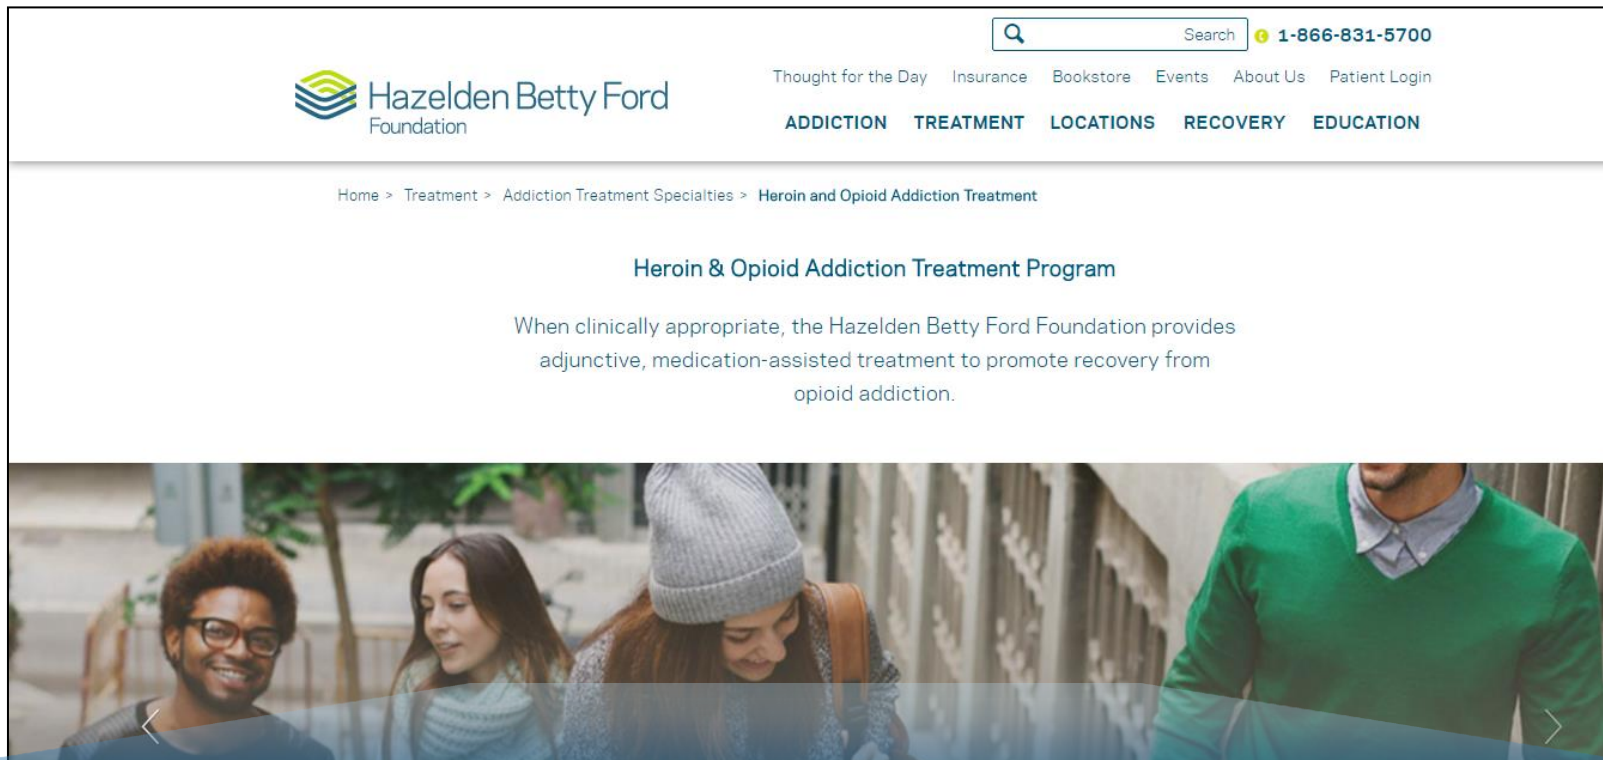 Search 1-866-831-5700
Thought for the Day Insurance Bookstore Events About Us Patient Login
Hazelden Betty Ford
Foundation
ADDICTION TREATMENT LOCATIONS RECOVERY EDUCATION
Home > Treatment > Addiction Treatment Specialties > Heroin and Opioid Addiction Treatment
Heroin & Opioid Addiction Treatment Program
When clinically appropriate, the Hazelden Betty Ford Foundation provides
adjunctive, medication-assisted treatment to promote recovery from
opioid addiction.